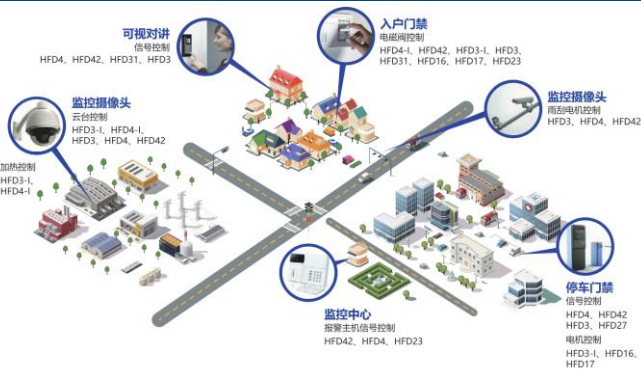 可视对讲
信号控制
HFD4、HFD42、HFD31、HFD3
入户门禁
电磁阀控制
HFD4-I、HFD42、HFD3-I、HFD3、
HFD31、HFD16、HFD17、HFD23
监控摄像头
云台控制
HFD3-I、HFD4-I、
HFD3、HFD4、HFD42
加热控制
HFD3-I、
HFD4-I
监控摄像头
雨刮电机控制
HFD3、HFD4、HFD42
监控中心
报警主机信号控制
HFD42、HFD4、HFD23
停车门禁
信号控制
HFD4、HFD42
HFD3、HFD27
电机控制
HFD3-I、HFD16、
HFD17